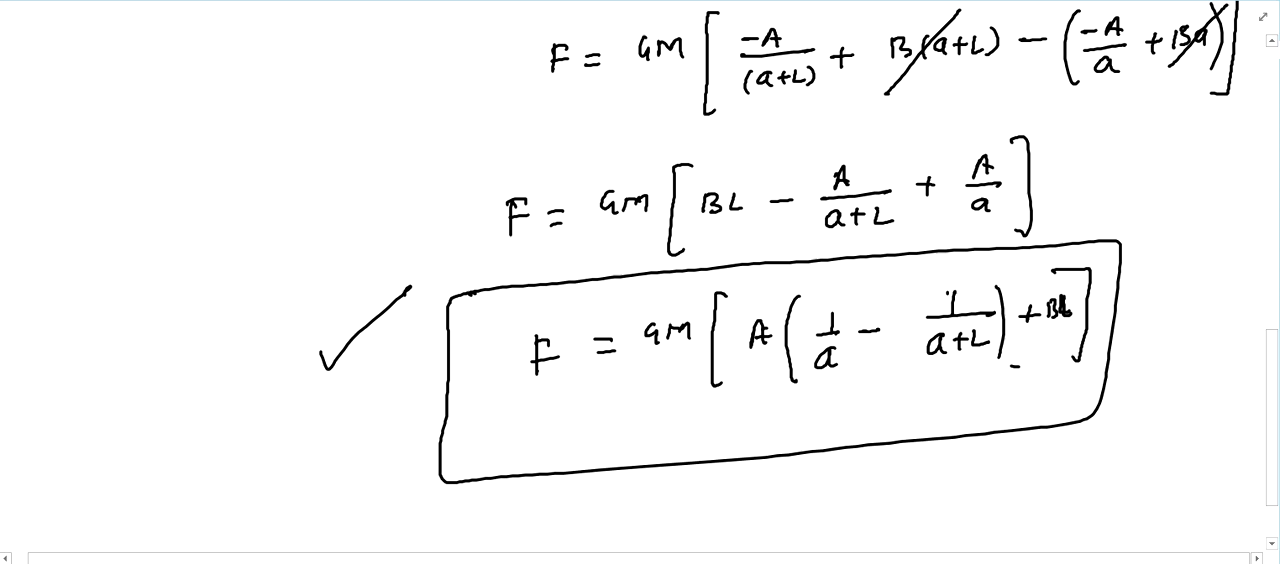 F = GM [ -A/(a+L) + B(a+L) - ( -A/a + Ba ) ]
F = GM [ BL - A/a+L + A/a ]
F = GM [ A ( 1/a - 1/a+L ) + BL ]